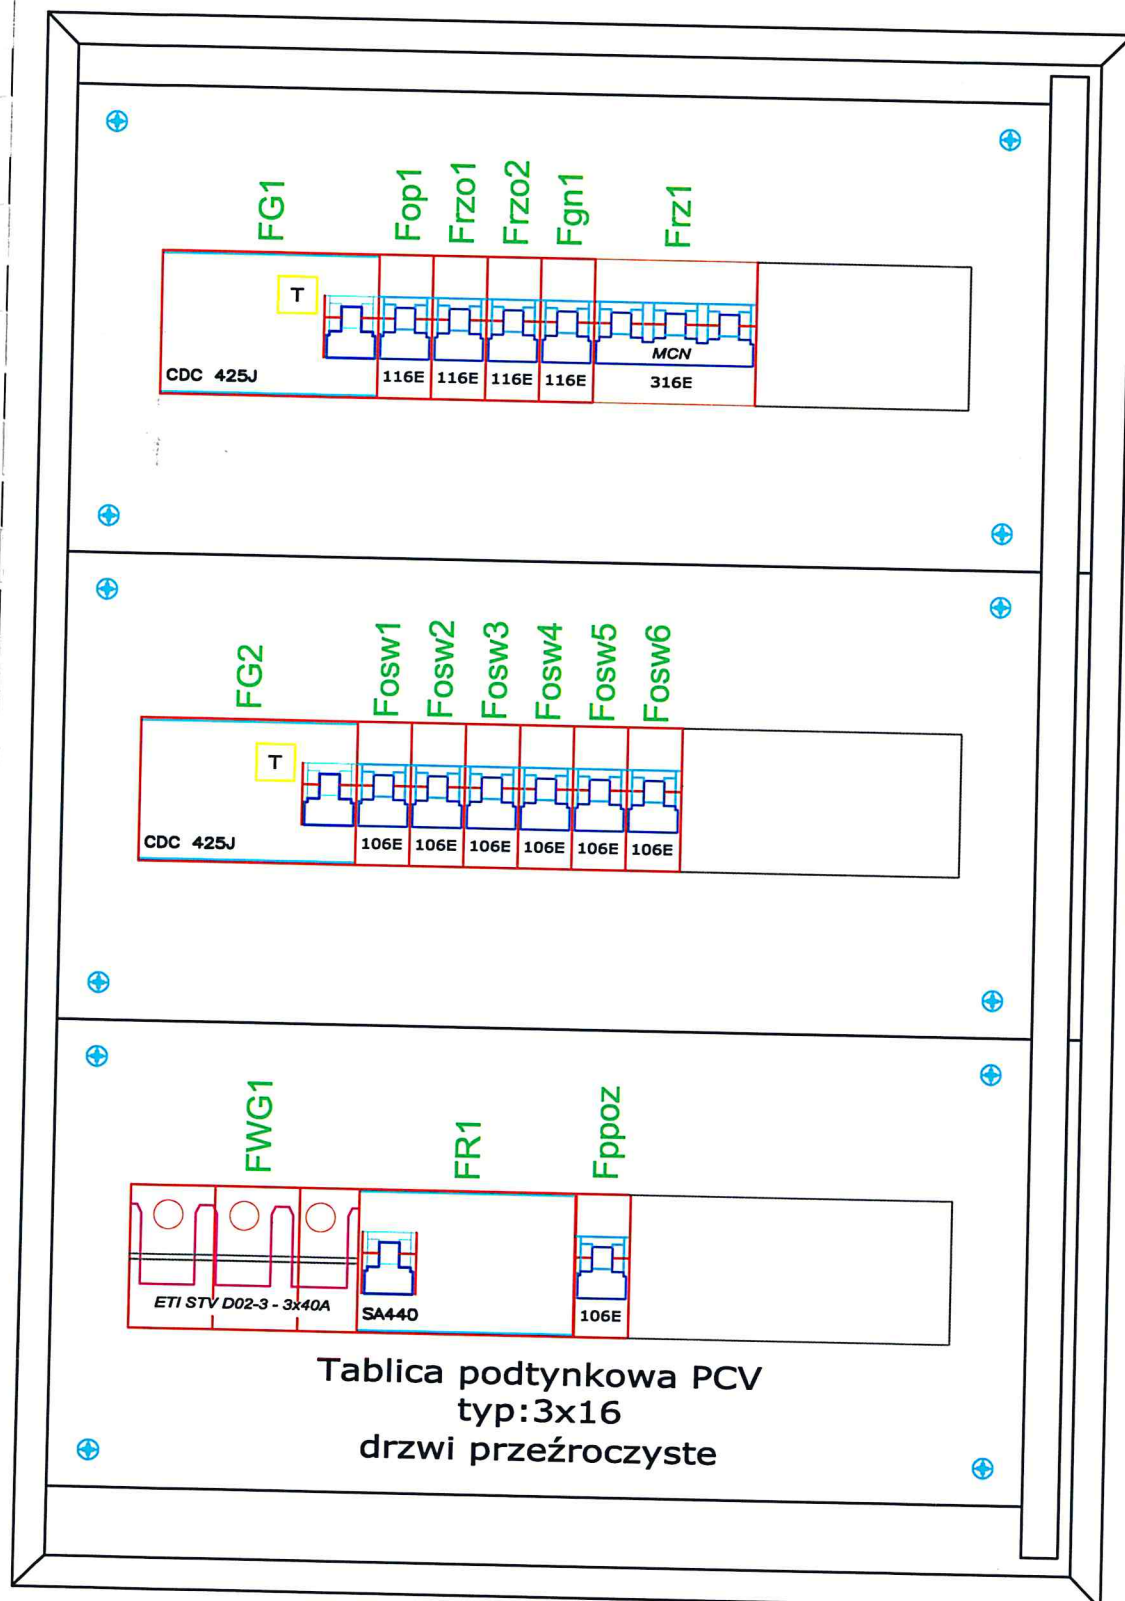 FG1 Fop1 Frzo1 Frzo2 Fgn1 Frz1
T
MCN
CDC 425J 116E 116E 116E 116E 316E
FG2 Fosw1 Fosw2 Fosw3 Fosw4 Fosw5 Fosw6
T
CDC 425J 106E 106E 106E 106E 106E 106E
FWG1 FR1 Fppoz
ETI STV D02-3 - 3x40A SA440 106E
Tablica podtynkowa PCV
typ:3x16
drzwi przeźroczyste